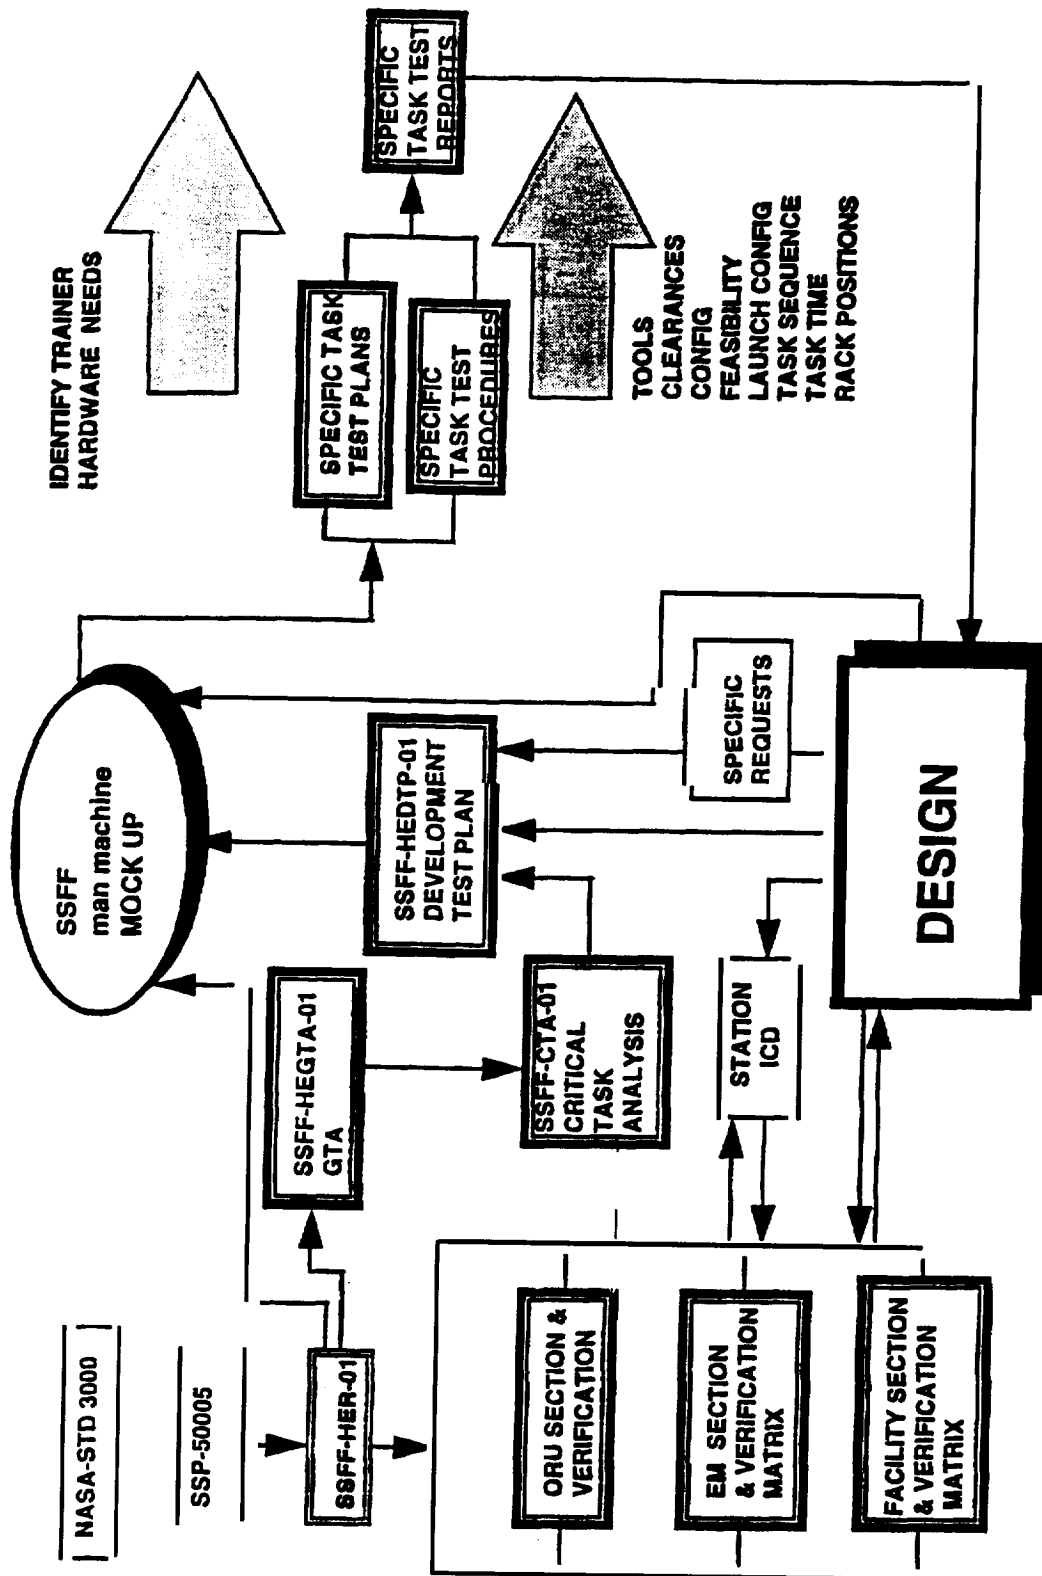 NASA-STD 3000
SSP-50005
SSFF-HER-01
SSFF-HEGTA-01
GTA
SSFF
man machine
MOCK UP
IDENTIFY TRAINER
HARDWARE NEEDS
ORU SECTION &
VERIFICATION
EM SECTION
& VERIFICATION
MATRIX
FACILITY SECTION
& VERIFICATION
MATRIX
SSFF-CTA-01
CRITICAL
TASK
ANALYSIS
SSFF-HEDTP-01
DEVELOPMENT
TEST PLAN
STATION
ICD
SPECIFIC
REQUESTS
DESIGN
SPECIFIC TASK
TEST PLANS
SPECIFIC
TASK TEST
PROCEDURES
SPECIFIC
TASK TEST
REPORTS
TOOLS
CLEARANCES
CONFIG
FEASIBILITY
LAUNCH CONFIG
TASK SEQUENCE
TASK TIME
RACK POSITIONS